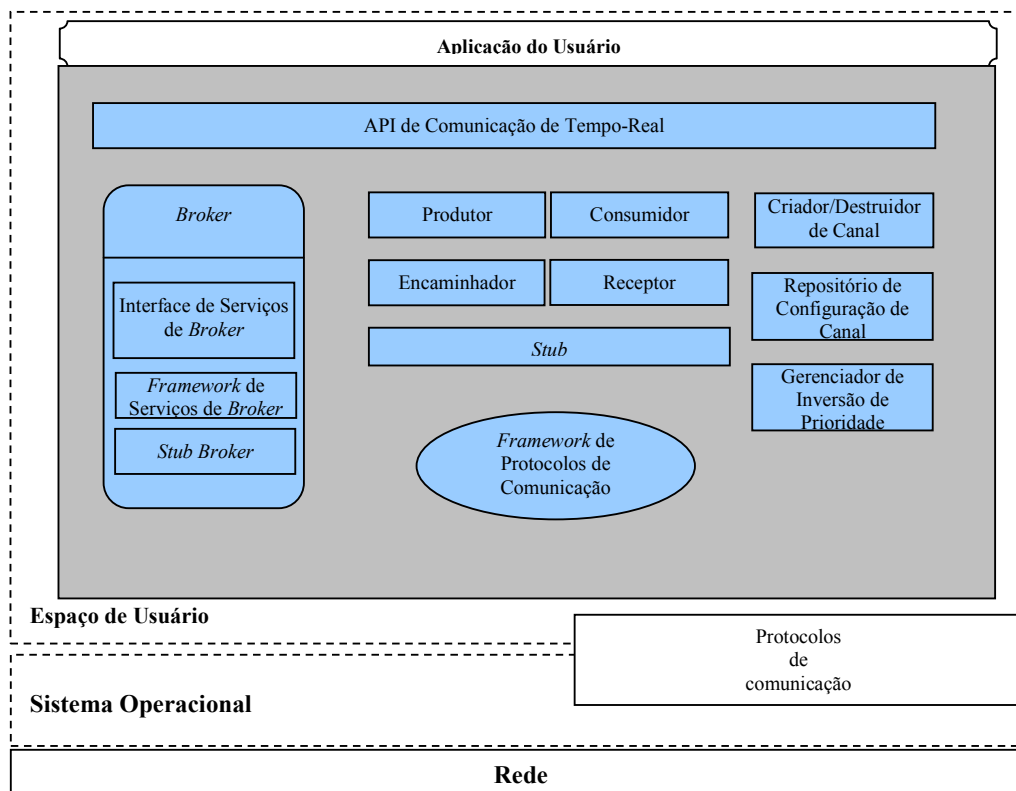 Aplicação do Usuário
API de Comunicação de Tempo-Real
Broker
Interface de Serviços
de Broker
Framework de
Serviços de Broker
Stub Broker
Produtor
Consumidor
Encaminhador
Receptor
Stub
Framework de
Protocolos de
Comunicação
Criador/Destruidor
de Canal
Repositório de
Configuração de
Canal
Gerenciador de
Inversão de
Prioridade
Espaço de Usuário
Protocolos
de
comunicação
Sistema Operacional
Rede